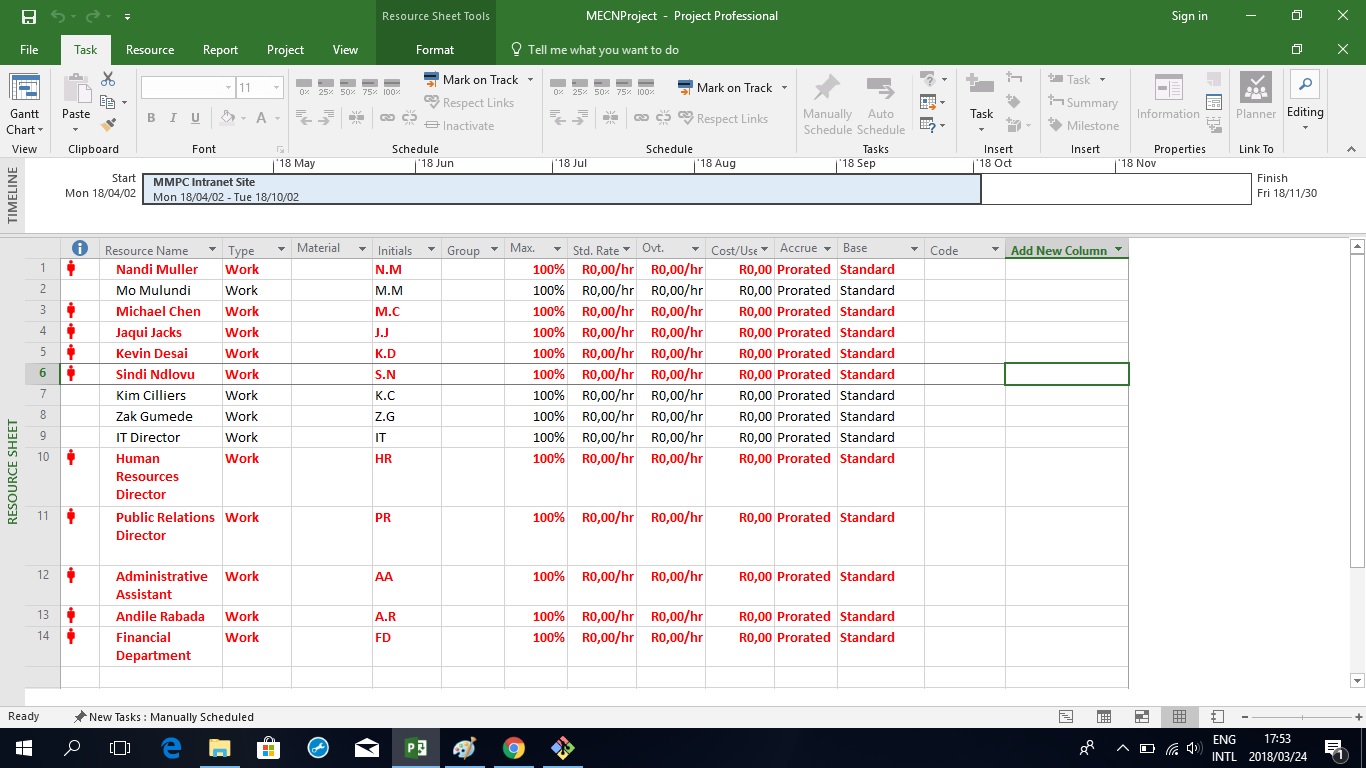 Resource Sheet Tools
MECNProject - Project Professional
Sign in
File Task Resource Report Project View Format Tell me what you want to do
Gantt Chart
View
Paste
Clipboard
11
B I U A
Font
0% 25% 50% 75% 100%
Mark on Track
Respect Links
Inactivate
Schedule
0% 25% 50% 75% 100%
Mark on Track
Respect Links
Schedule
Manually Schedule
Auto Schedule
Tasks
Task
Insert
Task
Summary
Milestone
Insert
Information
Properties
Planner
Link To
Editing
TIMELINE
'18 May '18 Jun '18 Jul '18 Aug '18 Sep '18 Oct '18 Nov
Start
Mon 18/04/02
MMPC Intranet Site
Mon 18/04/02 - Tue 18/10/02
Finish
Fri 18/11/30
RESOURCE SHEET
Resource Name Type Material Initials Group Max. Std. Rate Ovt. Cost/Use Accrue Base Code Add New Column
1 Nandi Muller Work N.M 100% R0,00/hr R0,00/hr R0,00 Prorated Standard
2 Mo Mulundi Work M.M 100% R0,00/hr R0,00/hr R0,00 Prorated Standard
3 Michael Chen Work M.C 100% R0,00/hr R0,00/hr R0,00 Prorated Standard
4 Jaqui Jacks Work J.J 100% R0,00/hr R0,00/hr R0,00 Prorated Standard
5 Kevin Desai Work K.D 100% R0,00/hr R0,00/hr R0,00 Prorated Standard
6 Sindi Ndlovu Work S.N 100% R0,00/hr R0,00/hr R0,00 Prorated Standard
7 Kim Cilliers Work K.C 100% R0,00/hr R0,00/hr R0,00 Prorated Standard
8 Zak Gumede Work Z.G 100% R0,00/hr R0,00/hr R0,00 Prorated Standard
9 IT Director Work IT 100% R0,00/hr R0,00/hr R0,00 Prorated Standard
10 Human Work HR 100% R0,00/hr R0,00/hr R0,00 Prorated Standard
Resources
Director
11 Public Relations Work PR 100% R0,00/hr R0,00/hr R0,00 Prorated Standard
Director
12 Administrative Work AA 100% R0,00/hr R0,00/hr R0,00 Prorated Standard
Assistant
13 Andile Rabada Work A.R 100% R0,00/hr R0,00/hr R0,00 Prorated Standard
14 Financial Work FD 100% R0,00/hr R0,00/hr R0,00 Prorated Standard
Department
Ready New Tasks : Manually Scheduled
ENG 17:53
INTL 2018/03/24
1